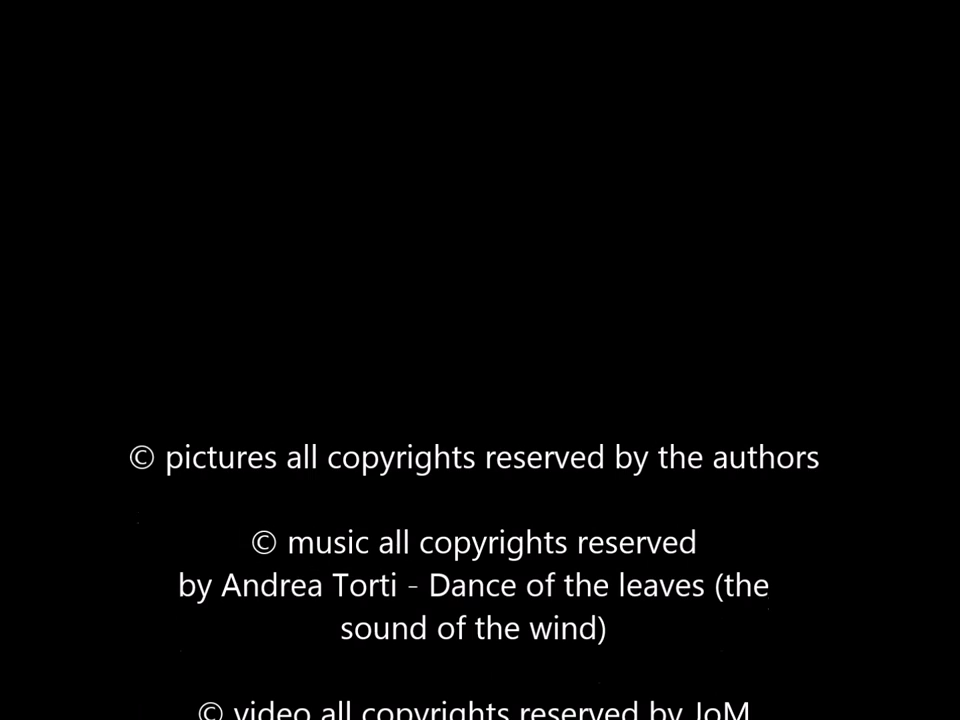 © pictures all copyrights reserved by the authors
© music all copyrights reserved
by Andrea Torti - Dance of the leaves (the
sound of the wind)
© video all copyrights reserved by JoM